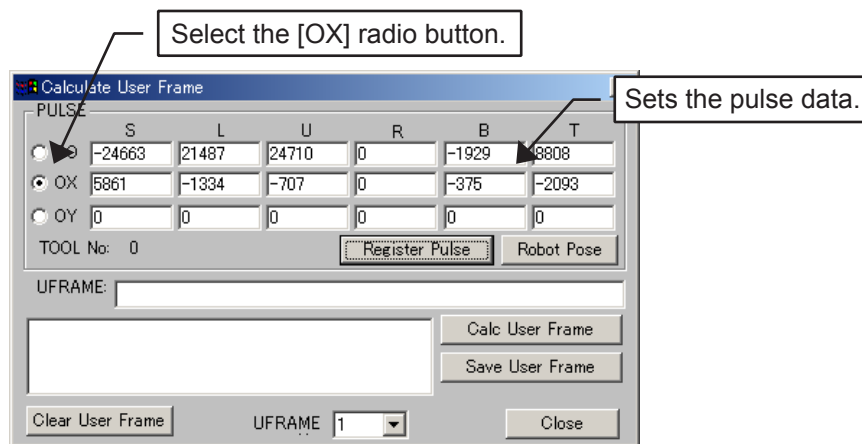 Select the [OX] radio button.
Calculate User Frame
Sets the pulse data.
PULSE
S L U R B T
-24663 21487 24710 0 -1929 8808
OX 5861 -1334 -707 0 -375 -2093
OY 0 0 0 0 0 0
TOOL No: 0 Register Pulse Robot Pose
UFRAME:
Calc User Frame
Save User Frame
Clear User Frame UFRAME 1 Close